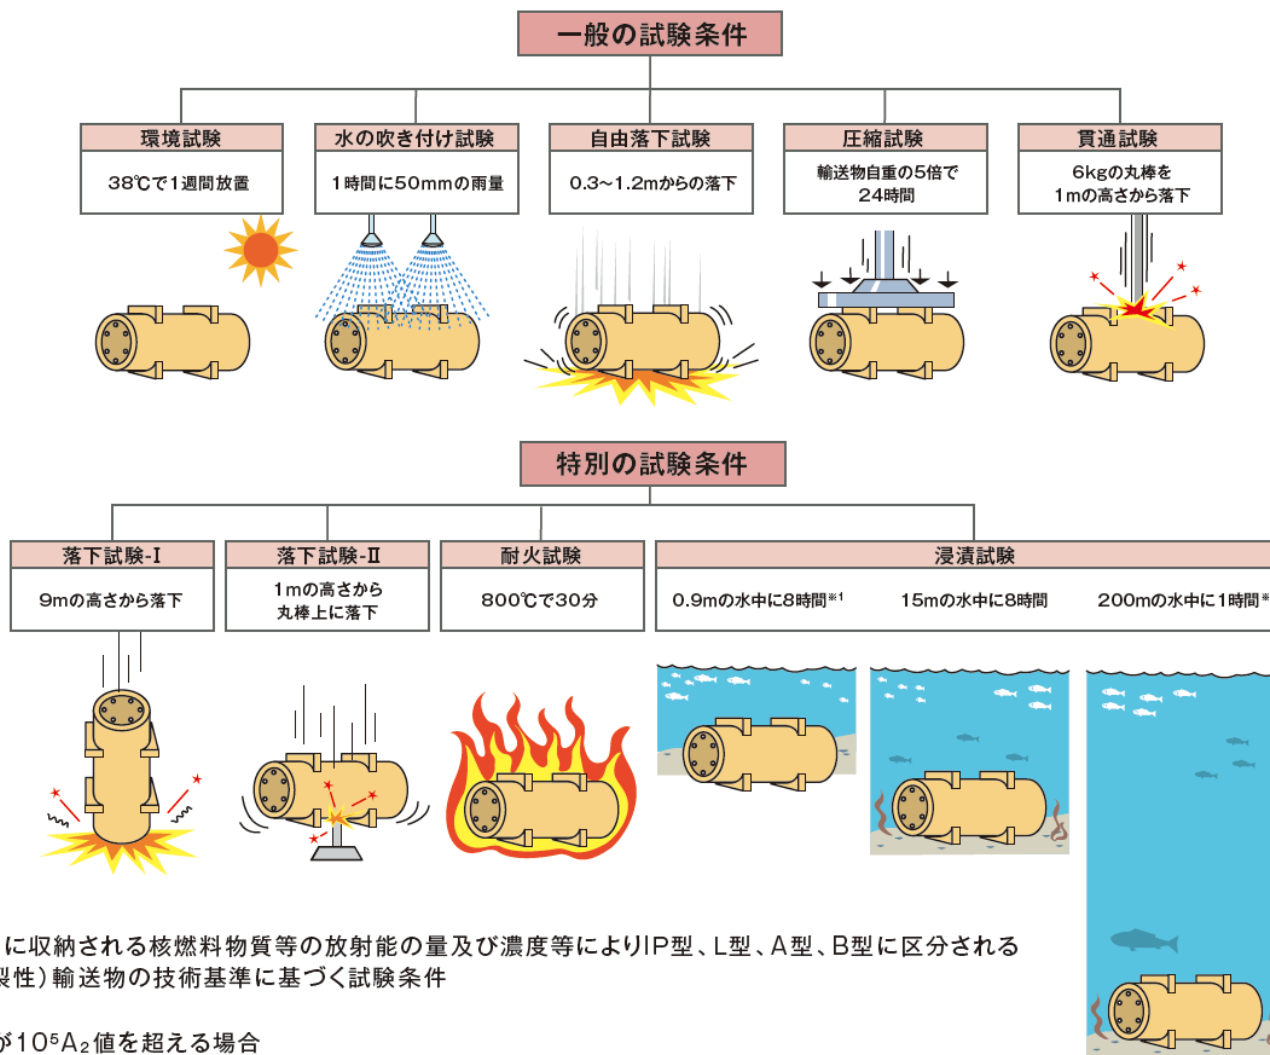 一般の試験条件
環境試験
38℃で1週間放置
水の吹き付け試験
1時間に50mmの雨量
自由落下試験
0.3～1.2mからの落下
圧縮試験
輸送物自重の5倍で
24時間
貫通試験
6kgの丸棒を
1mの高さから落下
特別の試験条件
落下試験-Ⅰ
9mの高さから落下
落下試験-Ⅱ
1mの高さから
丸棒上に落下
耐火試験
800℃で30分
浸漬試験
0.9mの水中に8時間※1
15mの水中に8時間
200mの水中に1時間※
に収納される核燃料物質等の放射能の量及び濃度等によりIP型、L型、A型、B型に区分される
裂性）輸送物の技術基準に基づく試験条件
が10⁵A₂値を超える場合